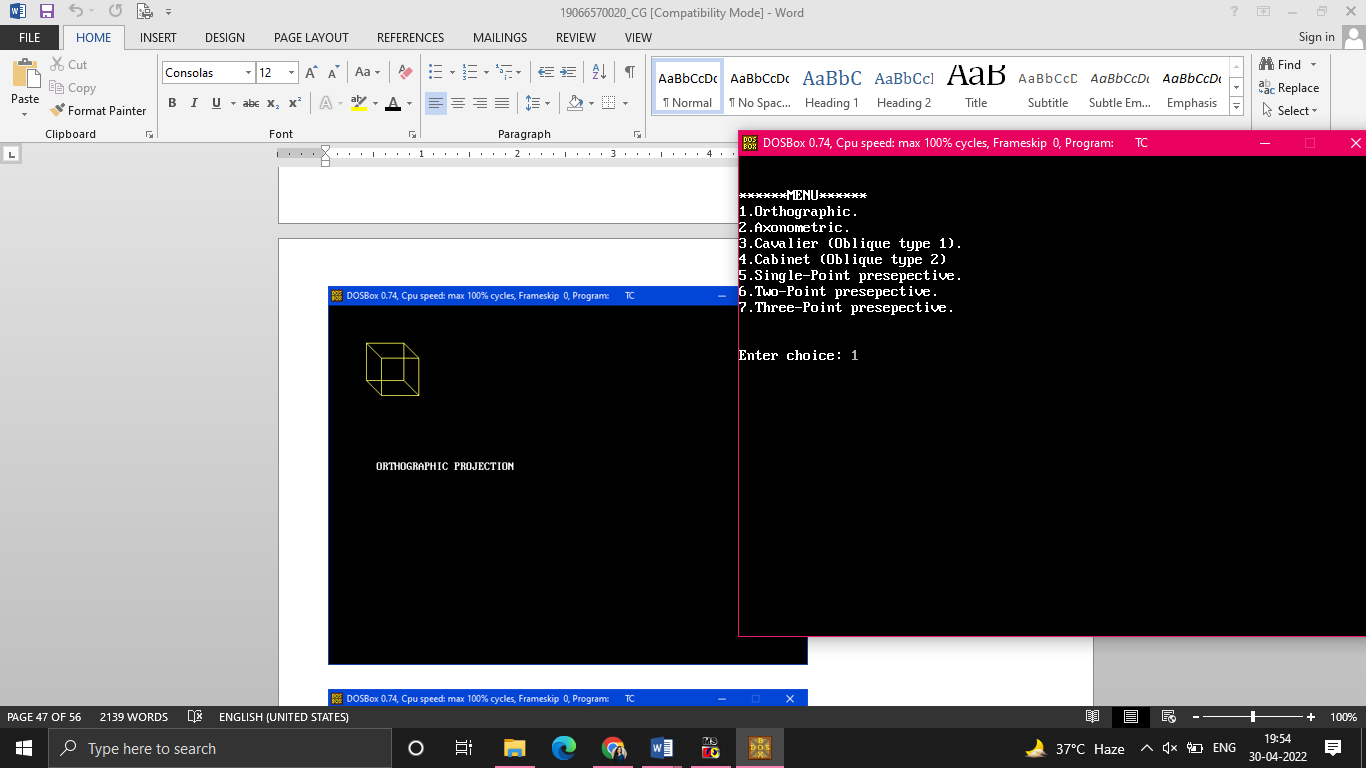 19066570020_CG [Compatibility Mode] - Word
FILE HOME INSERT DESIGN PAGE LAYOUT REFERENCES MAILINGS REVIEW VIEW Sign in
Paste
Cut
Copy
Format Painter
Clipboard
Consolas 12
Font
Paragraph
AaBbCcDc AaBbCcDc AaBbC AaBbCcI AaB AaBbCcD AaBbCcDc AaBbCcDc
¶ Normal ¶ No Spac... Heading 1 Heading 2 Title Subtitle Subtle Em... Emphasis
Find
Replace
Select
1 2 3 4
DOSBox 0.74, Cpu speed: max 100% cycles, Frameskip 0, Program: TC
******MENU******
1.Orthographic.
2.Axonometric.
3.Cavalier (Oblique type 1).
4.Cabinet (Oblique type 2)
5.Single-Point presepective.
6.Two-Point presepective.
7.Three-Point presepective.
Enter choice: 1
DOSBox 0.74, Cpu speed: max 100% cycles, Frameskip 0, Program: TC
ORTHOGRAPHIC PROJECTION
DOSBox 0.74, Cpu speed: max 100% cycles, Frameskip 0, Program: TC
PAGE 47 OF 56 2139 WORDS ENGLISH (UNITED STATES) 100%
Type here to search
37°C Haze ENG
19:54
30-04-2022